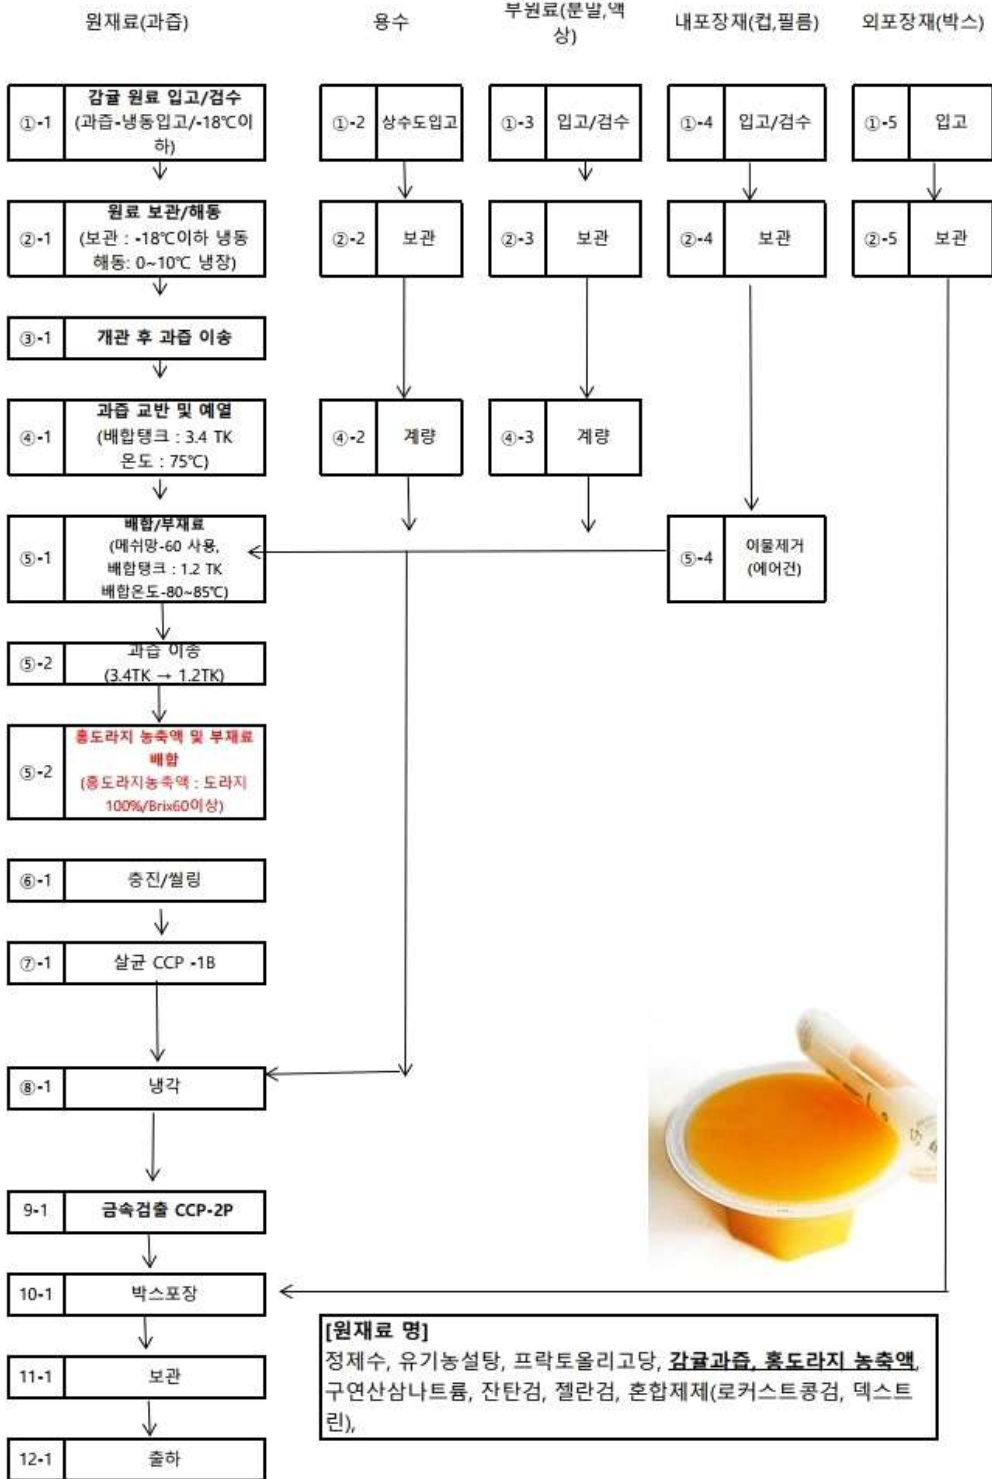 원재료(과즙)
용수
부원료(분말,액
상)
내포장재(컵,필름)
외포장재(박스)
①-1
감귤 원료 입고/검수
(과즙-냉동입고/-18℃이
하)
①-2
상수도입고
①-3
입고/검수
①-4
입고/검수
①-5
입고
②-1
원료 보관/해동
(보관 : -18℃이하 냉동
해동: 0~10℃ 냉장)
②-2
보관
②-3
보관
②-4
보관
②-5
보관
③-1
개관 후 과즙 이송
④-1
과즙 교반 및 예열
(배합탱크 : 3.4 TK
온도 : 75℃)
④-2
계량
④-3
계량
⑤-1
배합/부재료
(메쉬망-60 사용,
배합탱크 : 1.2 TK
배합온도-80~85℃)
⑤-4
이물제거
(에어건)
⑤-2
과즙 이송
(3.4TK → 1.2TK)
⑤-2
홍도라지 농축액 및 부재료
배합
(홍도라지농축액 : 도라지
100%/Brix60이상)
⑥-1
충진/씰링
⑦-1
살균 CCP -1B
⑧-1
냉각
9-1
금속검출 CCP-2P
10-1
박스포장
11-1
보관
12-1
출하
[원재료 명]
정제수, 유기농설탕, 프락토올리고당, 감귤과즙, 홍도라지 농축액,
구연산삼나트륨, 잔탄검, 젤란검, 혼합제제(로커스트콩검, 덱스트
린),